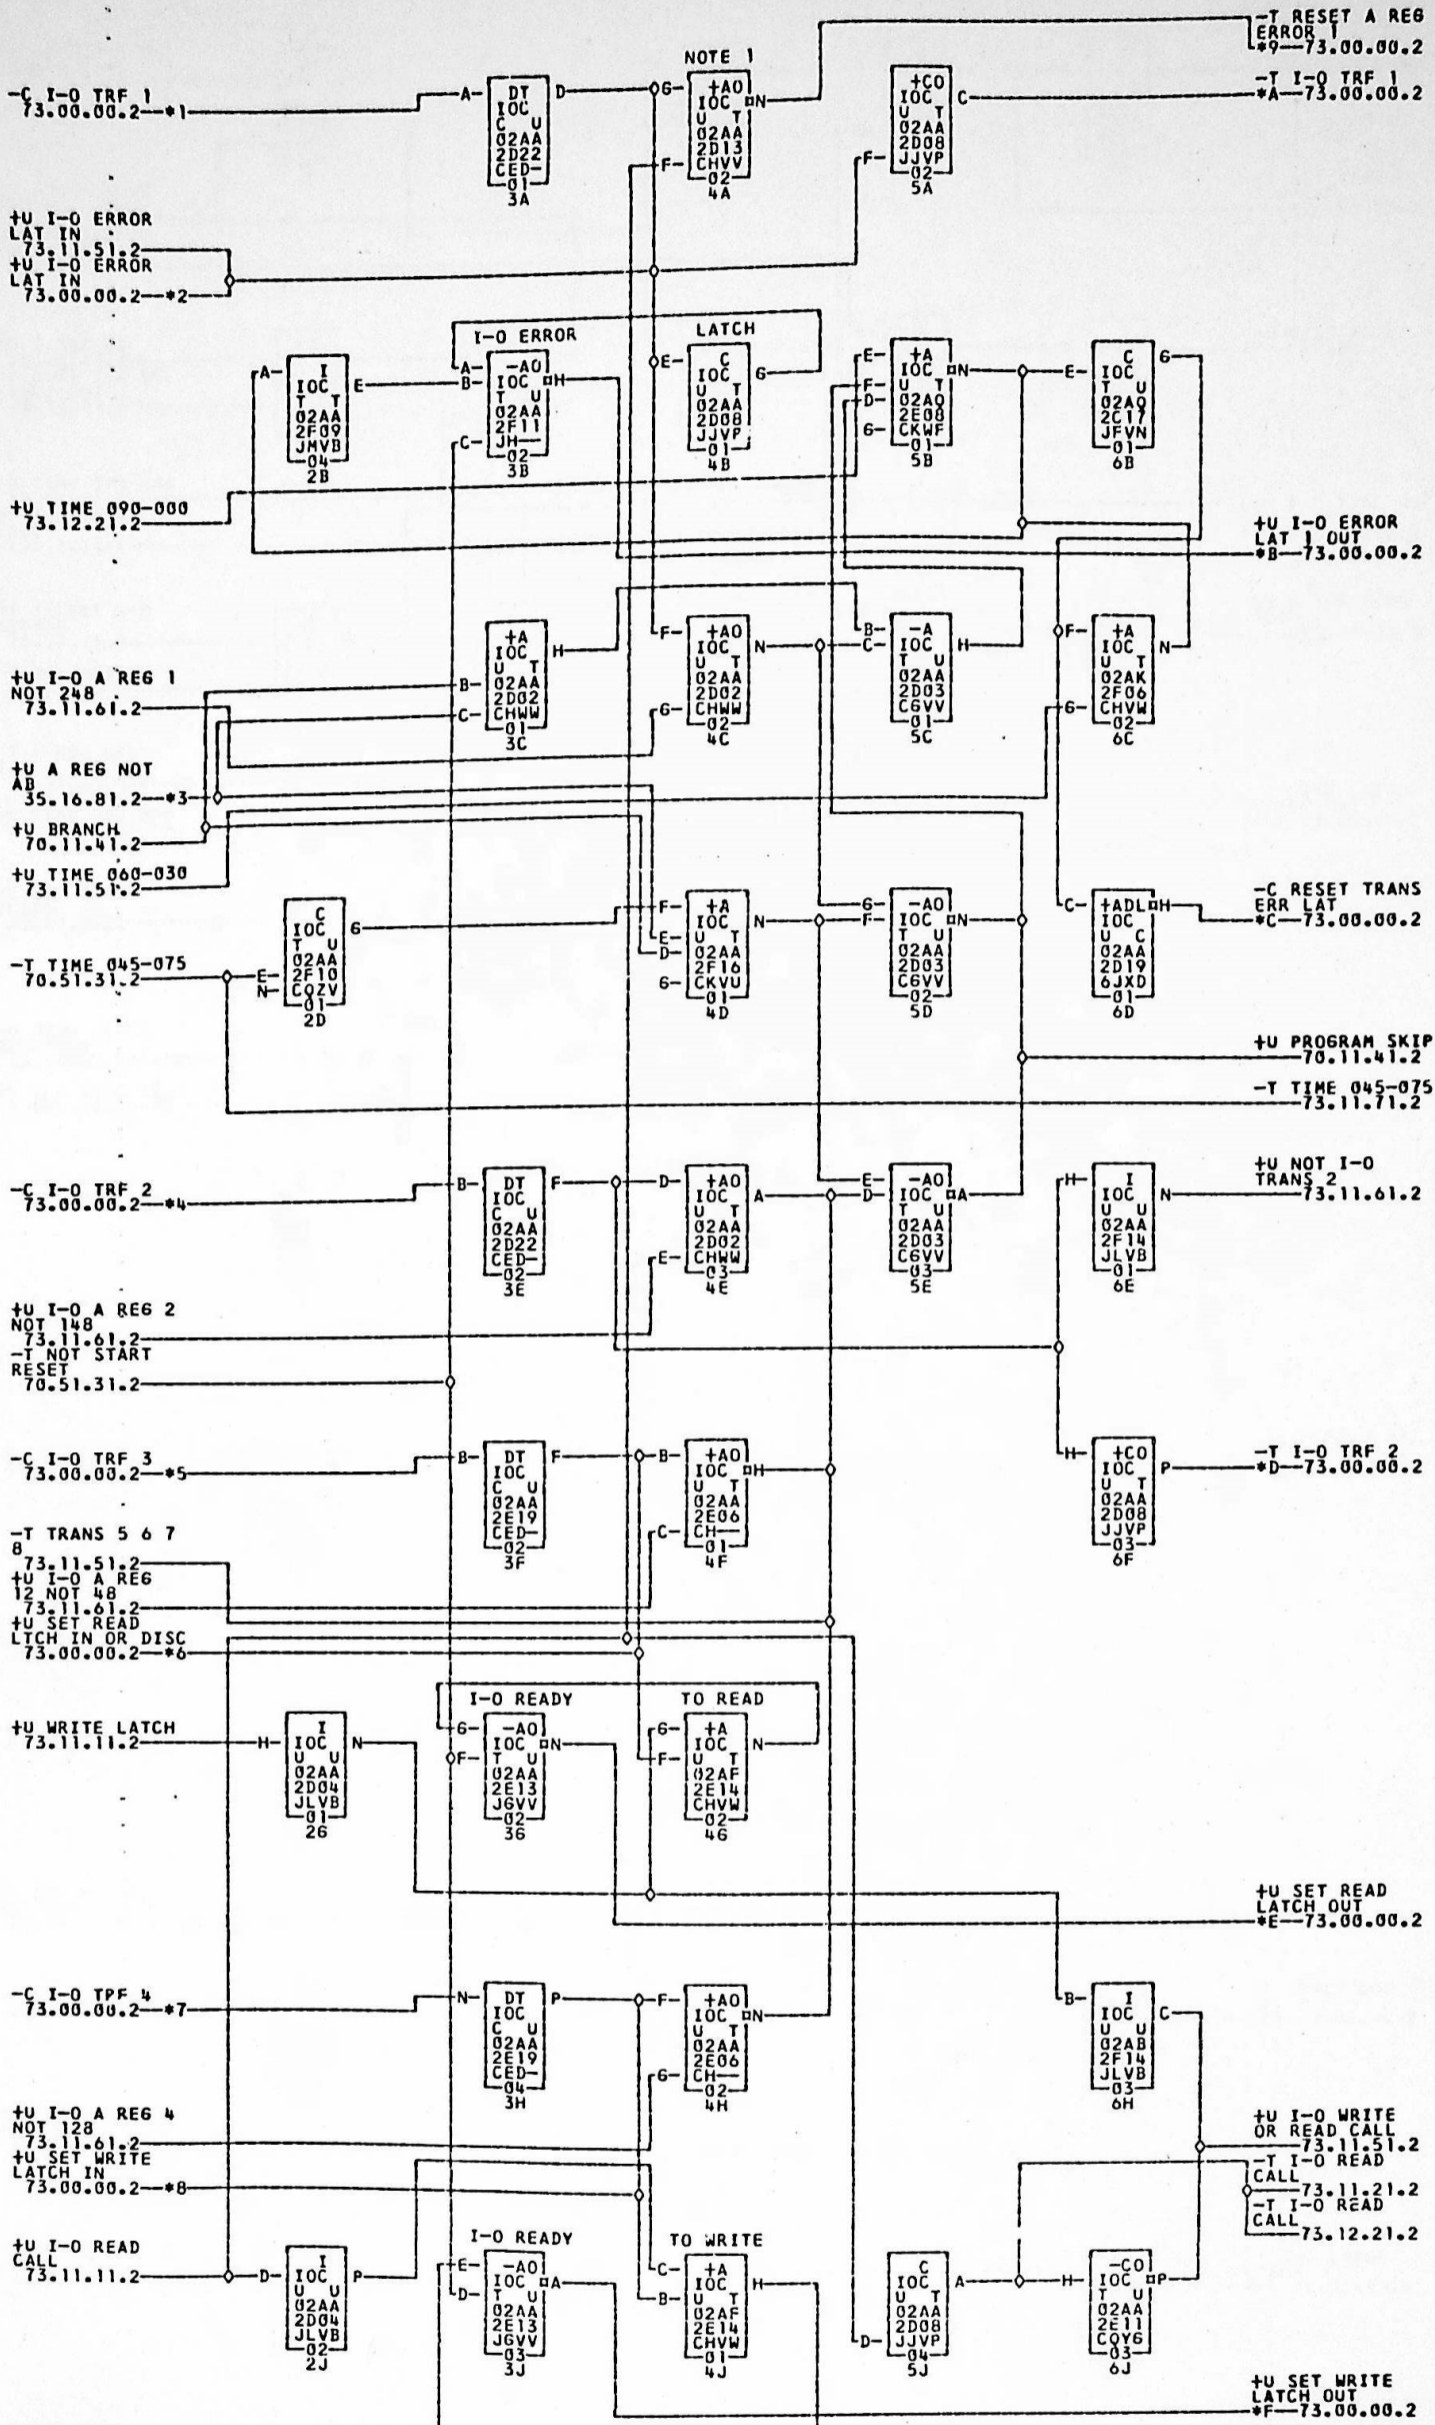 -T RESET A REG
ERROR 1
*9—73.00.00.2
NOTE 1
-C I-O TRF 1
73.00.00.2—*1
A-
DT
IOC
C U
02AA
2D22
CED-
01
3A
D
G-
F-
+AO
IOC
U T
02AA
2D13
CHVV
02
4A
N
F-
+CO
IOC
U T
02AA
2D08
JJVP
02
5A
C
-T I-O TRF 1
*A—73.00.00.2
+U I-O ERROR
LAT IN
73.11.51.2
+U I-O ERROR
LAT IN
73.00.00.2—*2
I-O ERROR
LATCH
A-
I
IOC
T T
02AA
2F09
JMVB
04
2B
E
A-
B-
C-
-AO
IOC
T U
02AA
2F11
JH—
02
3B
H
E-
C
IOC
U T
02AA
2D08
JJVP
01
4B
G
E-
F-
D-
G-
+A
IOC
U T
02AQ
2E08
CKWF
01
5B
N
E-
C
IOC
T U
02AQ
2C17
JFVN
01
6B
G
+U TIME 090-000
73.12.21.2
+U I-O ERROR
LAT 1 OUT
*B—73.00.00.2
+U I-O A REG 1
NOT 248
73.11.61.2
B-
C-
+A
IOC
U T
02AA
2D02
CHWW
01
3C
H
F-
G-
+AO
IOC
U T
02AA
2D02
CHWW
02
4C
N
B-
C-
-A
IOC
T U
02AA
2D03
CGVV
01
5C
H
F-
G-
+A
IOC
U T
02AK
2F06
CHVW
02
6C
N
+U A REG NOT
AB
35.16.81.2—*3
+U BRANCH
70.11.41.2
+U TIME 060-030
73.11.51.2
-T TIME 045-075
70.51.31.2
E-
N-
C
IOC
T U
02AA
2F10
CQZV
01
2D
G
F-
E-
D-
G-
+A
IOC
U T
02AA
2F16
CKVU
01
4D
N
G-
F-
-AO
IOC
T U
02AA
2D03
CGVV
02
5D
N
C-
+ADL
IOC
U C
02AA
2D19
GJXD
01
6D
H
-C RESET TRANS
ERR LAT
*C—73.00.00.2
+U PROGRAM SKIP
70.11.41.2
-T TIME 045-075
73.11.71.2
-C I-O TRF 2
73.00.00.2—*4
B-
DT
IOC
C U
02AA
2D22
CED-
02
3E
F
D-
E-
+AO
IOC
U T
02AA
2D02
CHWW
03
4E
A
E-
D-
-AO
IOC
T U
02AA
2D03
CGVV
03
5E
A
H-
I
IOC
U U
02AA
2F14
JLVB
01
6E
N
+U NOT I-O
TRANS 2
73.11.61.2
+U I-O A REG 2
NOT 148
73.11.61.2
-T NOT START
RESET
70.51.31.2
-C I-O TRF 3
73.00.00.2—*5
B-
DT
IOC
C U
02AA
2E19
CED-
02
3F
F
B-
C-
+AO
IOC
U T
02AA
2E06
CH—
01
4F
H
H-
+CO
IOC
U T
02AA
2D08
JJVP
03
6F
P
-T I-O TRF 2
*D—73.00.00.2
-T TRANS 5 6 7
8
73.11.51.2
+U I-O A REG
12 NOT 48
73.11.61.2
+U SET READ
LTCH IN OR DISC
73.00.00.2—*6
I-O READY
TO READ
+U WRITE LATCH
73.11.11.2
H-
I
IOC
U U
02AA
2D04
JLVB
01
2G
N
G-
F-
-AO
IOC
T U
02AA
2E13
JGVV
02
3G
N
G-
F-
+A
IOC
U T
02AF
2E14
CHVW
02
4G
N
+U SET READ
LATCH OUT
*E—73.00.00.2
-C I-O TPF 4
73.00.00.2—*7
N-
DT
IOC
C U
02AA
2E19
CED-
04
3H
P
F-
G-
+AO
IOC
U T
02AA
2E06
CH—
02
4H
N
B-
I
IOC
U U
02AB
2F14
JLVB
03
6H
C
+U I-O A REG 4
NOT 128
73.11.61.2
+U SET WRITE
LATCH IN
73.00.00.2—*8
+U I-O WRITE
OR READ CALL
73.11.51.2
-T I-O READ
CALL
73.11.21.2
-T I-O READ
CALL
73.12.21.2
I-O READY
TO WRITE
+U I-O READ
CALL
73.11.11.2
D-
I
IOC
U U
02AA
2D04
JLVB
02
2J
P
E-
D-
-AO
IOC
T U
02AA
2E13
JGVV
03
3J
A
C-
B-
+A
IOC
U T
02AF
2E14
CHVW
01
4J
H
D-
C
IOC
U T
02AA
2D08
JJVP
04
5J
A
H-
-CO
IOC
T U
02AA
2E11
CQYG
03
6J
P
+U SET WRITE
LATCH OUT
*F—73.00.00.2